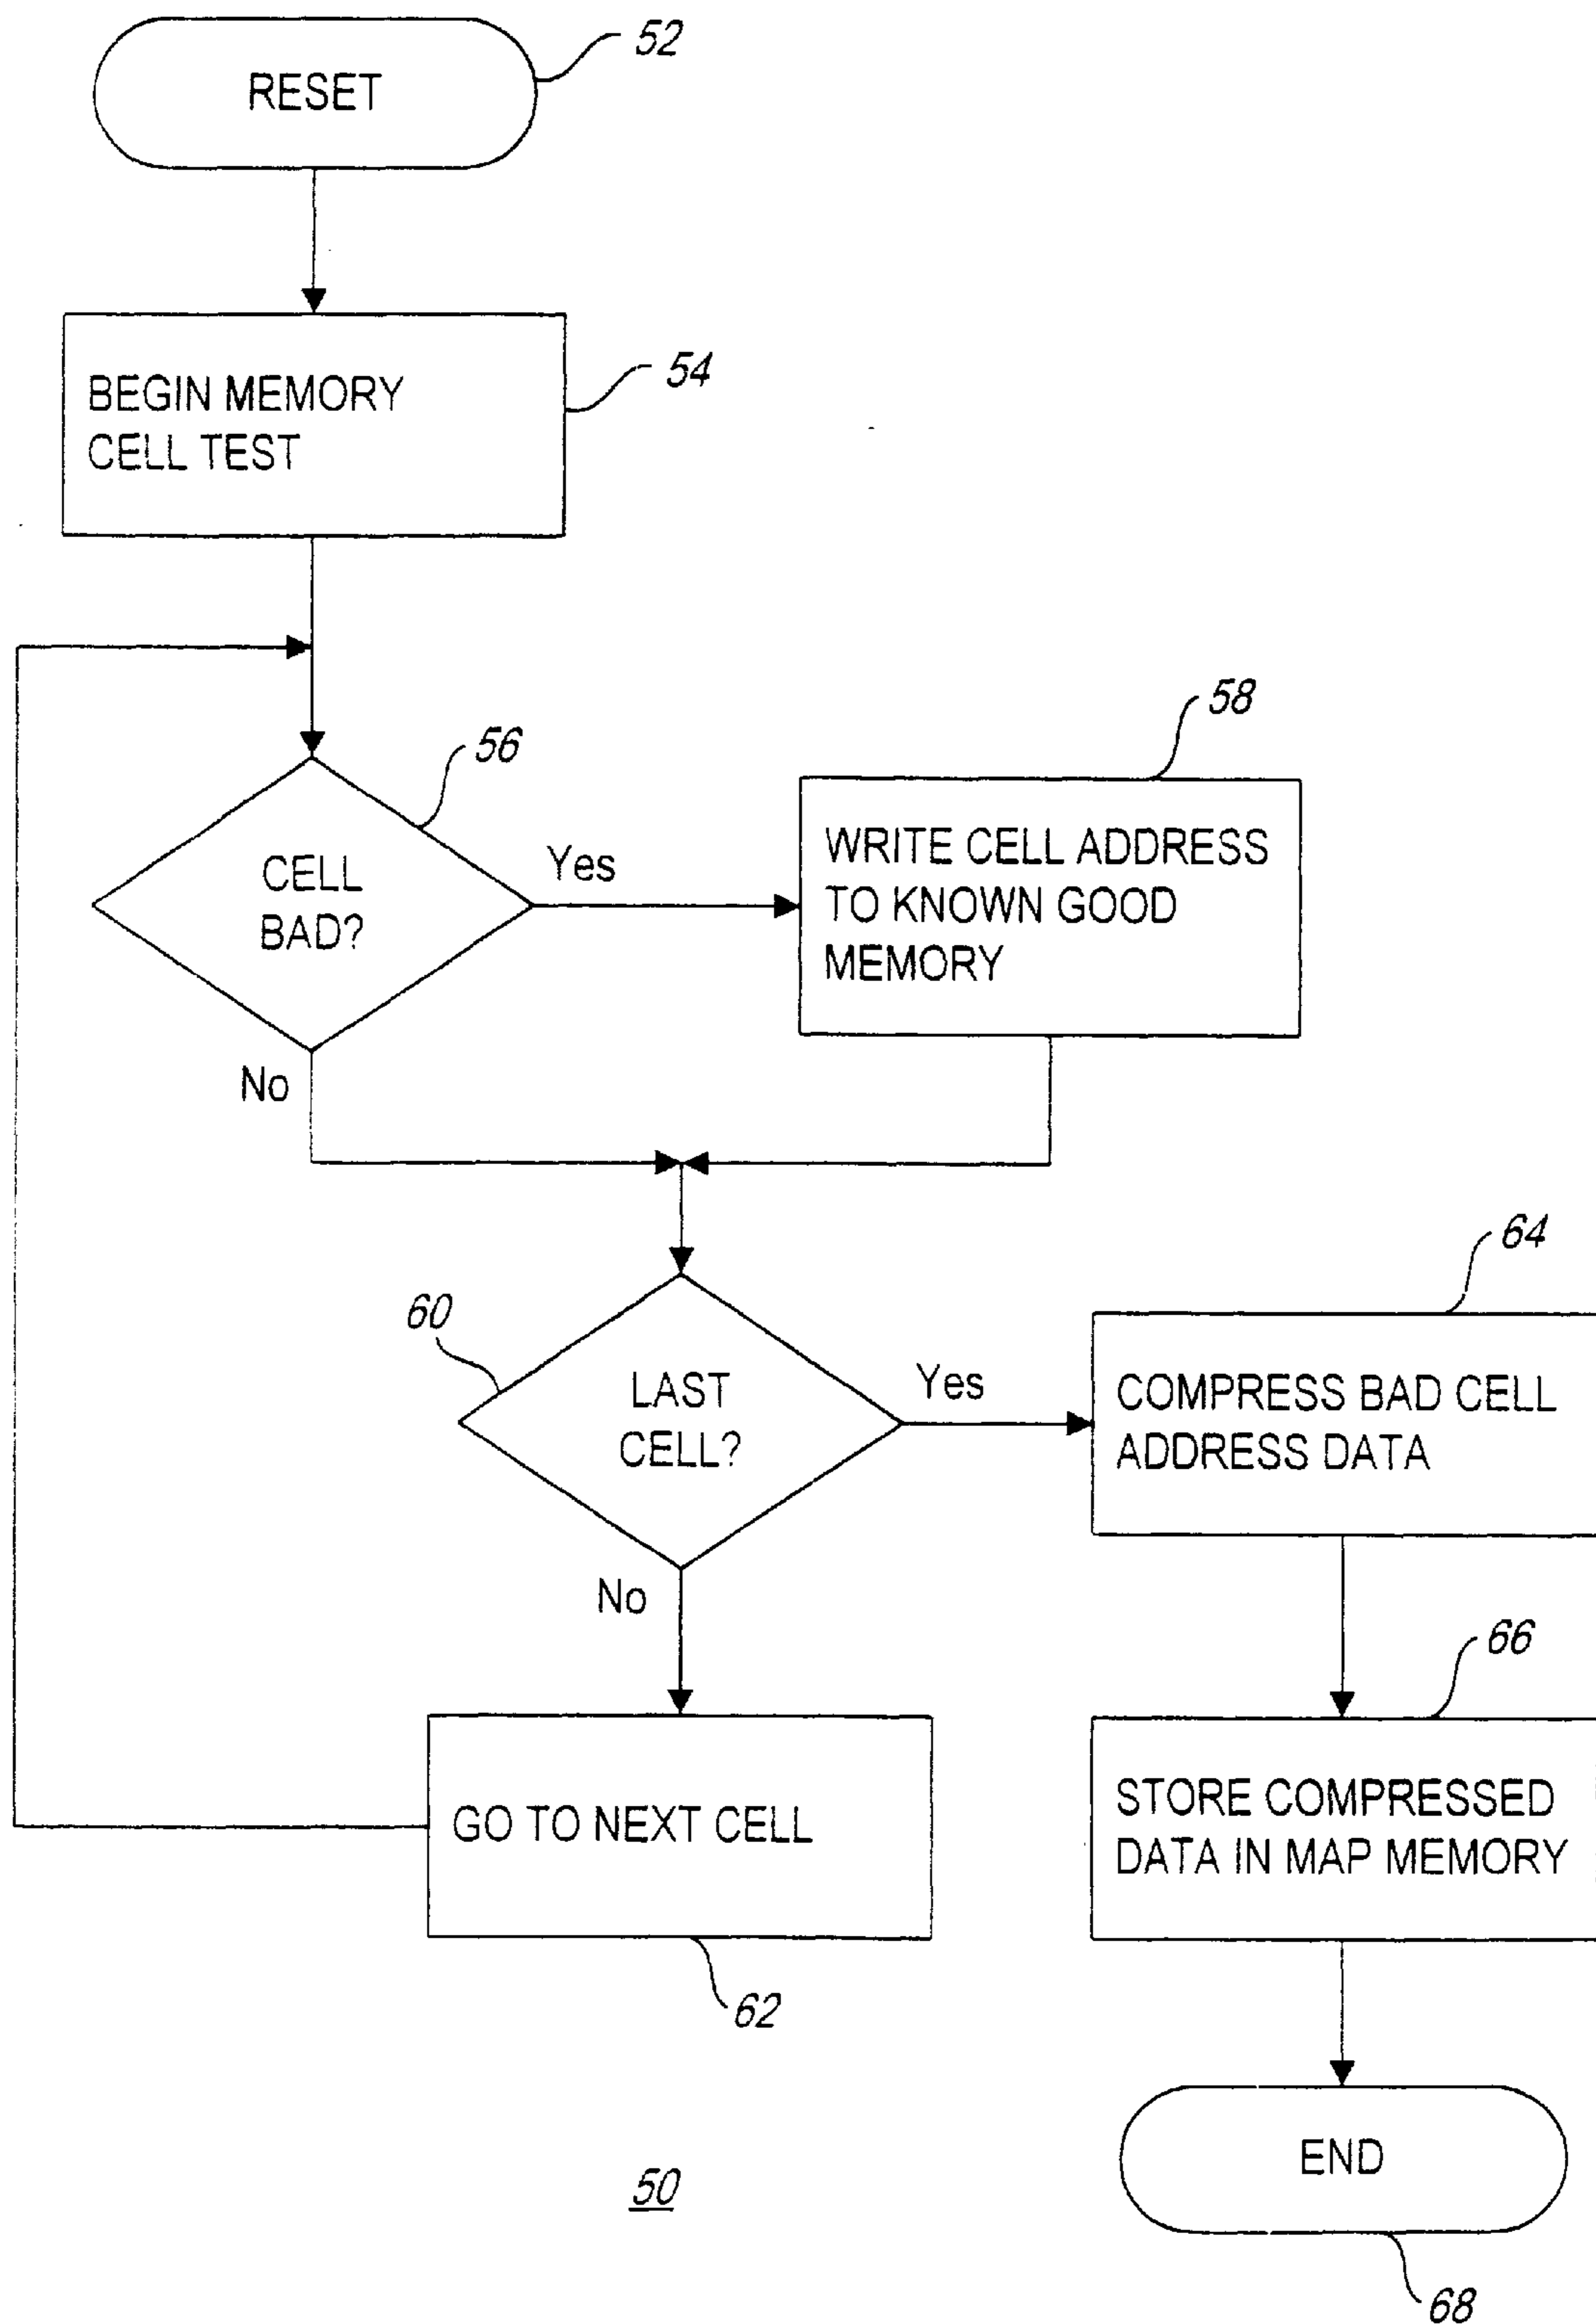 RESET
52
BEGIN MEMORY
CELL TEST
54
CELL
BAD?
56
Yes
No
WRITE CELL ADDRESS
TO KNOWN GOOD
MEMORY
58
LAST
CELL?
60
Yes
No
COMPRESS BAD CELL
ADDRESS DATA
64
GO TO NEXT CELL
62
STORE COMPRESSED
DATA IN MAP MEMORY
66
END
68
50